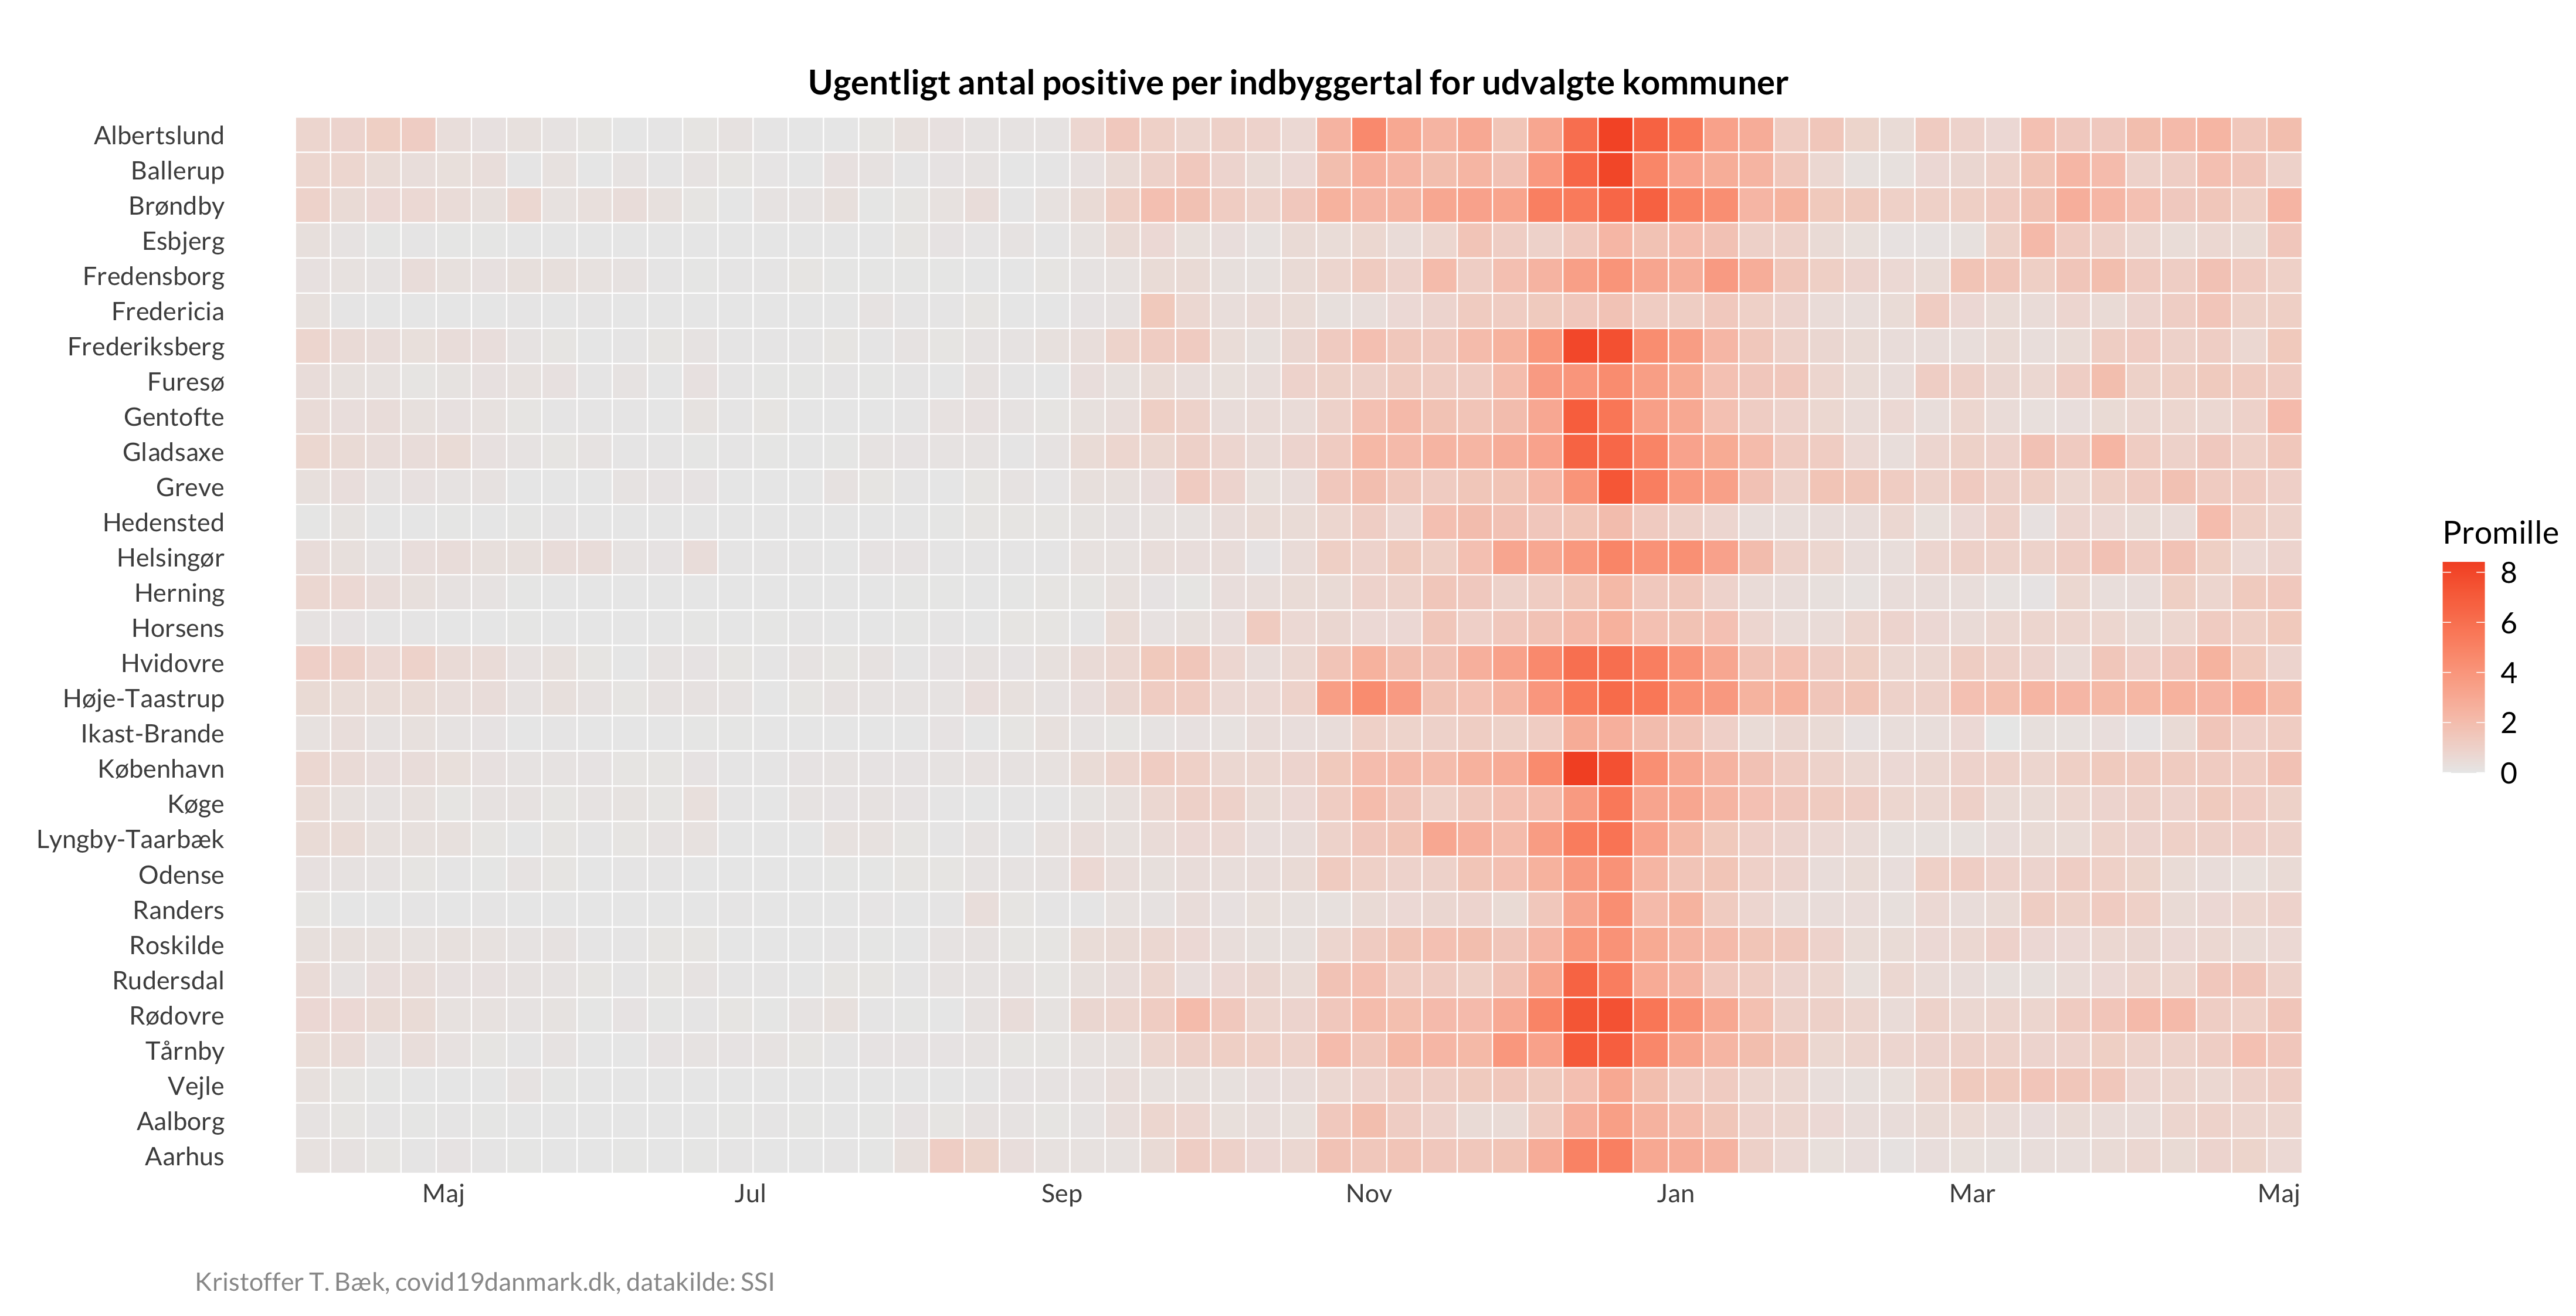 Ugentligt antal positive per indbyggertal for udvalgte kommuner
Albertslund
Ballerup
Brøndby
Esbjerg
Fredensborg
Fredericia
Frederiksberg
Furesø
Gentofte
Gladsaxe
Greve
Hedensted
Helsingør
Herning
Horsens
Hvidovre
Høje-Taastrup
Ikast-Brande
København
Køge
Lyngby-Taarbæk
Odense
Randers
Roskilde
Rudersdal
Rødovre
Tårnby
Vejle
Aalborg
Aarhus
Maj Jul Sep Nov Jan Mar Maj
Promille
8
6
4
2
0
Kristoffer T. Bæk, covid19danmark.dk, datakilde: SSI